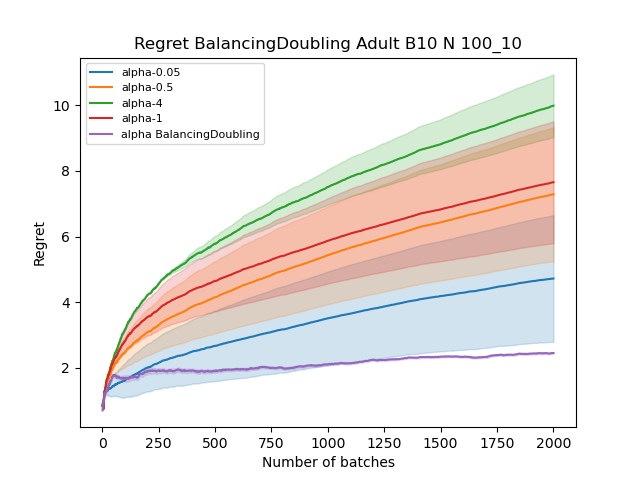 Regret BalancingDoubling Adult B10 N 100_10
alpha-0.05
alpha-0.5
alpha-4
alpha-1
alpha BalancingDoubling
10
8
6
4
2
Regret
0 250 500 750 1000 1250 1500 1750 2000
Number of batches